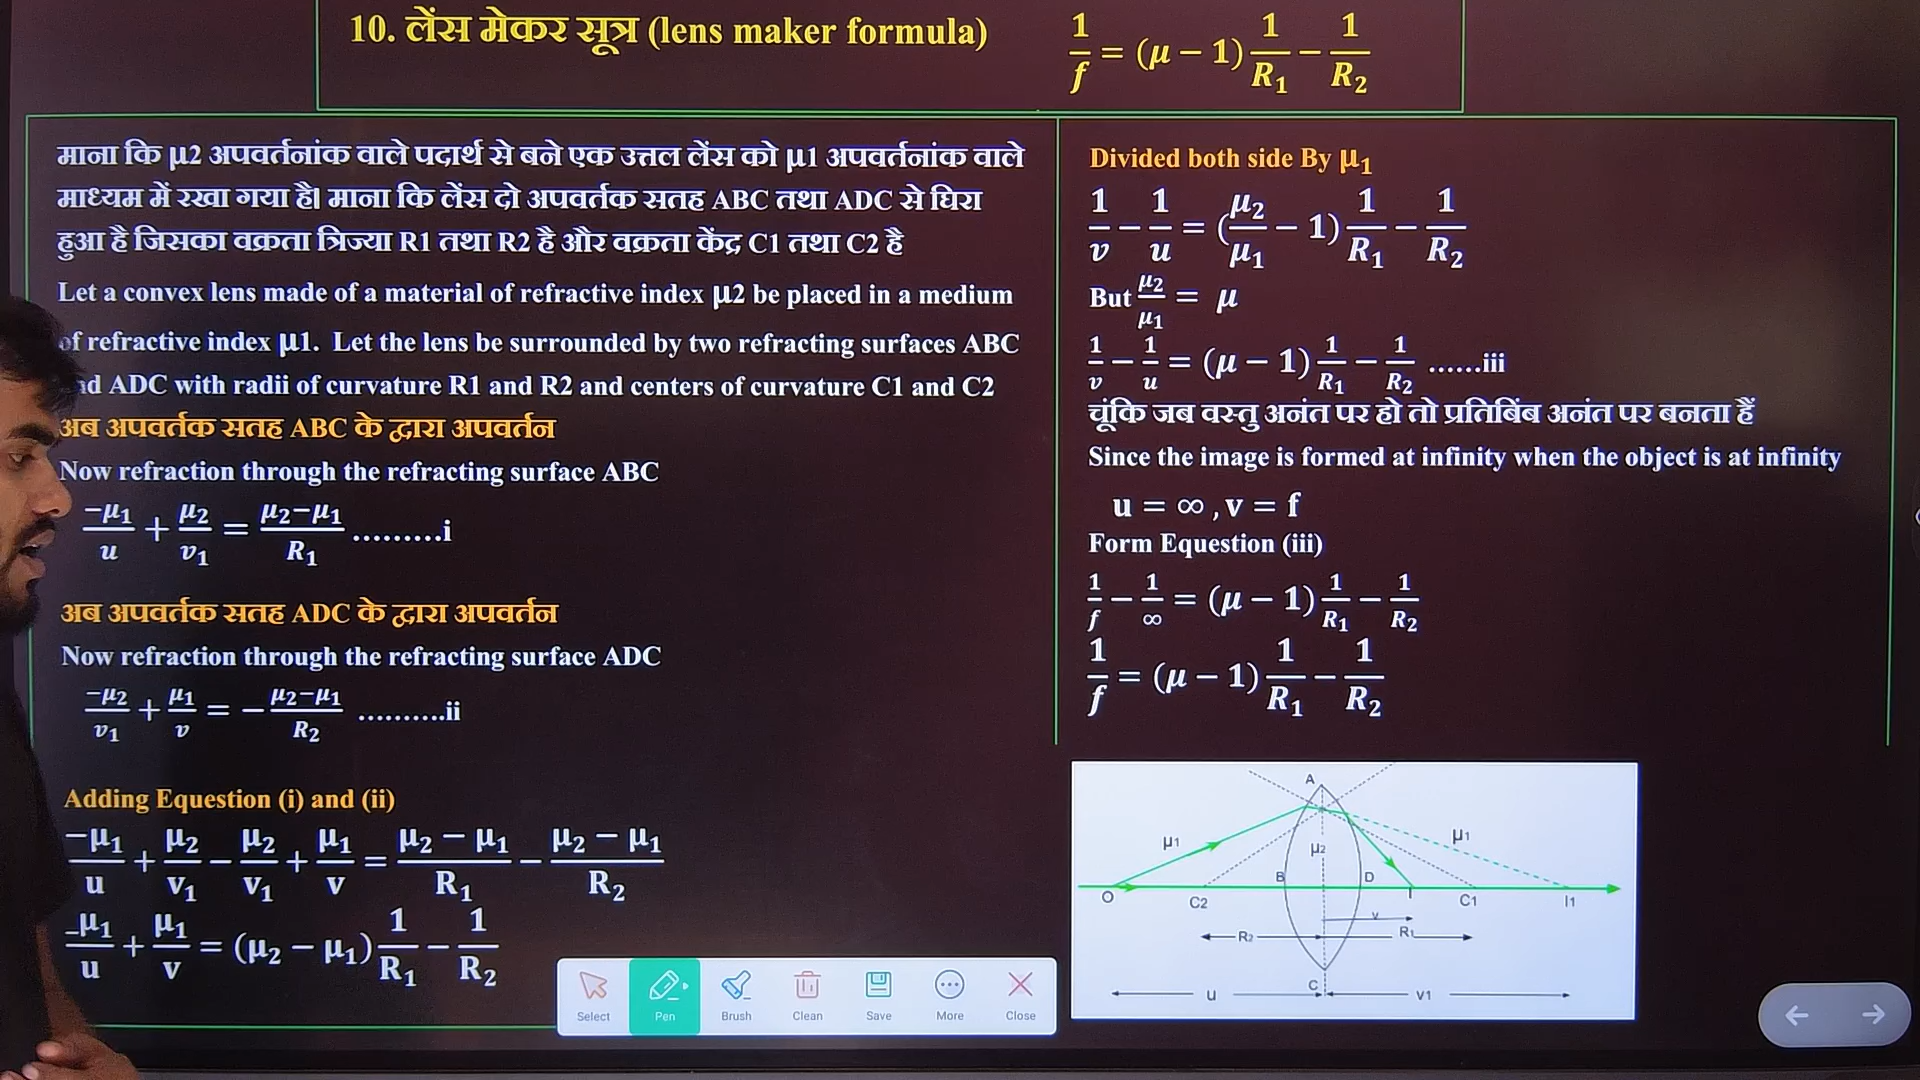 10. लेंस मेकर सूत्र (lens maker formula) 1/f = (μ − 1) 1/R₁ − 1/R₂
माना कि μ2 अपवर्तनांक वाले पदार्थ से बने एक उत्तल लेंस को μ1 अपवर्तनांक वाले
माध्यम में रखा गया है। माना कि लेंस दो अपवर्तक सतह ABC तथा ADC से घिरा
हुआ है जिसका वक्रता त्रिज्या R1 तथा R2 है और वक्रता केंद्र C1 तथा C2 है
Let a convex lens made of a material of refractive index μ2 be placed in a medium
of refractive index μ1. Let the lens be surrounded by two refracting surfaces ABC
ADC with radii of curvature R1 and R2 and centers of curvature C1 and C2
अब अपवर्तक सतह ABC के द्वारा अपवर्तन
Now refraction through the refracting surface ABC
−μ₁/u + μ₂/v₁ = μ₂−μ₁/R₁ .........i
अब अपवर्तक सतह ADC के द्वारा अपवर्तन
Now refraction through the refracting surface ADC
−μ₂/v₁ + μ₁/v = − μ₂−μ₁/R₂ ..........ii
Adding Equestion (i) and (ii)
−μ₁/u + μ₂/v₁ − μ₂/v₁ + μ₁/v = μ₂ − μ₁/R₁ − μ₂ − μ₁/R₂
−μ₁/u + μ₁/v = (μ₂ − μ₁) 1/R₁ − 1/R₂
Divided both side By μ₁
1/v − 1/u = (μ₂/μ₁ − 1) 1/R₁ − 1/R₂
But μ₂/μ₁ = μ
1/v − 1/u = (μ − 1) 1/R₁ − 1/R₂ ......iii
चूंकि जब वस्तु अनंत पर हो तो प्रतिबिंब अनंत पर बनता हैं
Since the image is formed at infinity when the object is at infinity
u = ∞ , v = f
Form Equestion (iii)
1/f − 1/∞ = (μ − 1) 1/R₁ − 1/R₂
1/f = (μ − 1) 1/R₁ − 1/R₂
A
μ1 μ1
μ2
B D
O C2 I C1 I1
v
R2 R1
C
u v1
Select Pen Brush Clean Save More Close